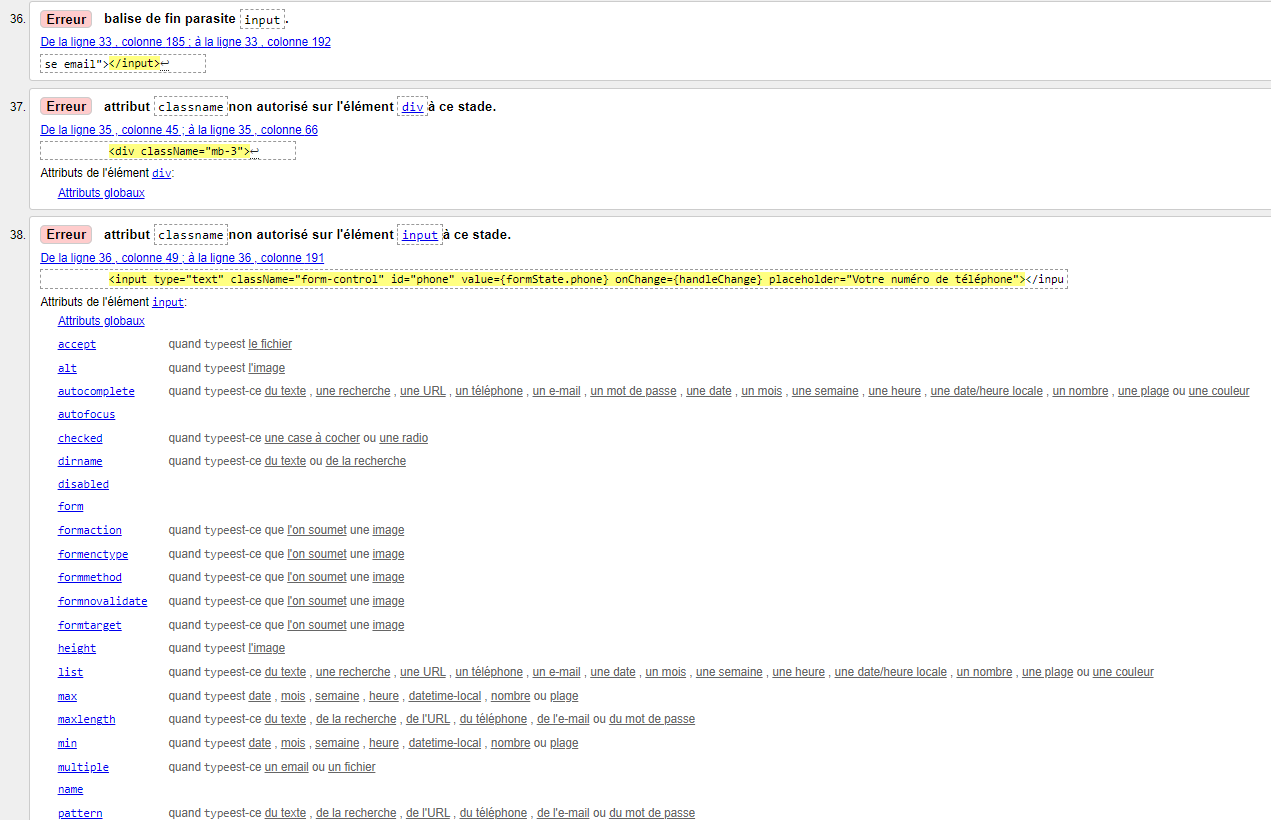 36. Erreur balise de fin parasite input.
De la ligne 33 , colonne 185 ; à la ligne 33 , colonne 192
se email"></input>↩
37. Erreur attribut classname non autorisé sur l'élément div à ce stade.
De la ligne 35 , colonne 45 ; à la ligne 35 , colonne 66
<div className="mb-3">↩
Attributs de l'élément div:
Attributs globaux
38. Erreur attribut classname non autorisé sur l'élément input à ce stade.
De la ligne 36 , colonne 49 ; à la ligne 36 , colonne 191
<input type="text" className="form-control" id="phone" value={formState.phone} onChange={handleChange} placeholder="Votre numéro de téléphone"></inpu
Attributs de l'élément input:
Attributs globaux
accept quand typeest le fichier
alt quand typeest l'image
autocomplete quand typeest-ce du texte , une recherche , une URL , un téléphone , un e-mail , un mot de passe , une date , un mois , une semaine , une heure , une date/heure locale , un nombre , une plage ou une couleur
autofocus
checked quand typeest-ce une case à cocher ou une radio
dirname quand typeest-ce du texte ou de la recherche
disabled
form
formaction quand typeest-ce que l'on soumet une image
formenctype quand typeest-ce que l'on soumet une image
formmethod quand typeest-ce que l'on soumet une image
formnovalidate quand typeest-ce que l'on soumet une image
formtarget quand typeest-ce que l'on soumet une image
height quand typeest l'image
list quand typeest-ce du texte , une recherche , une URL , un téléphone , un e-mail , une date , un mois , une semaine , une heure , une date/heure locale , un nombre , une plage ou une couleur
max quand typeest date , mois , semaine , heure , datetime-local , nombre ou plage
maxlength quand typeest-ce du texte , de la recherche , de l'URL , du téléphone , de l'e-mail ou du mot de passe
min quand typeest date , mois , semaine , heure , datetime-local , nombre ou plage
multiple quand typeest-ce un email ou un fichier
name
pattern quand typeest-ce du texte , de la recherche , de l'URL , du téléphone , de l'e-mail ou du mot de passe